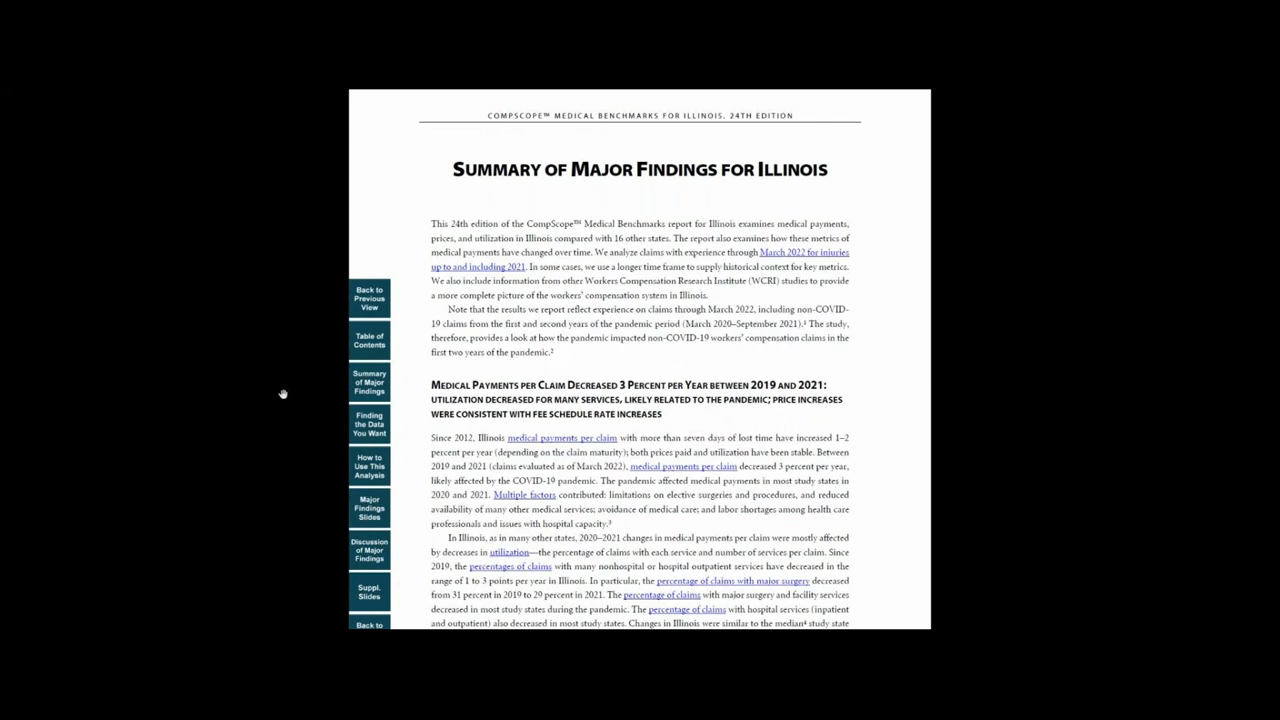 COMPSCOPE™ MEDICAL BENCHMARKS FOR ILLINOIS, 24TH EDITION
SUMMARY OF MAJOR FINDINGS FOR ILLINOIS
This 24th edition of the CompScope™ Medical Benchmarks report for Illinois examines medical payments,
prices, and utilization in Illinois compared with 16 other states. The report also examines how these metrics of
medical payments have changed over time. We analyze claims with experience through March 2022 for injuries
up to and including 2021. In some cases, we use a longer time frame to supply historical context for key metrics.
We also include information from other Workers Compensation Research Institute (WCRI) studies to provide
a more complete picture of the workers’ compensation system in Illinois.
Note that the results we report reflect experience on claims through March 2022, including non-COVID-
19 claims from the first and second years of the pandemic period (March 2020–September 2021).¹ The study,
therefore, provides a look at how the pandemic impacted non-COVID-19 workers’ compensation claims in the
first two years of the pandemic.²
MEDICAL PAYMENTS PER CLAIM DECREASED 3 PERCENT PER YEAR BETWEEN 2019 AND 2021:
UTILIZATION DECREASED FOR MANY SERVICES, LIKELY RELATED TO THE PANDEMIC; PRICE INCREASES
WERE CONSISTENT WITH FEE SCHEDULE RATE INCREASES
Since 2012, Illinois medical payments per claim with more than seven days of lost time have increased 1–2
percent per year (depending on the claim maturity); both prices paid and utilization have been stable. Between
2019 and 2021 (claims evaluated as of March 2022), medical payments per claim decreased 3 percent per year,
likely affected by the COVID-19 pandemic. The pandemic affected medical payments in most study states in
2020 and 2021. Multiple factors contributed: limitations on elective surgeries and procedures, and reduced
availability of many other medical services; avoidance of medical care; and labor shortages among health care
professionals and issues with hospital capacity.³
In Illinois, as in many other states, 2020–2021 changes in medical payments per claim were mostly affected
by decreases in utilization—the percentage of claims with each service and number of services per claim. Since
2019, the percentages of claims with many nonhospital or hospital outpatient services have decreased in the
range of 1 to 3 points per year in Illinois. In particular, the percentage of claims with major surgery decreased
from 31 percent in 2019 to 29 percent in 2021. The percentage of claims with major surgery and facility services
decreased in most study states during the pandemic. The percentage of claims with hospital services (inpatient
and outpatient) also decreased in most study states. Changes in Illinois were similar to the median⁴ study state
Back to
Previous
View
Table of
Contents
Summary
of Major
Findings
Finding
the Data
You Want
How to
Use This
Analysis
Major
Findings
Slides
Discussion
of Major
Findings
Suppl.
Slides
Back to